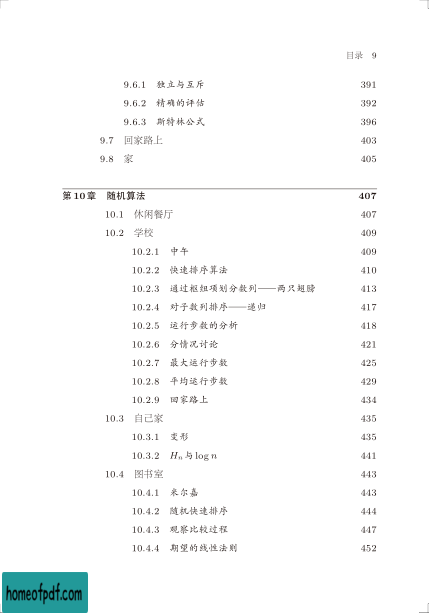 目录 9
9.6.1 独立与互斥 391
9.6.2 精确的评估 392
9.6.3 斯特林公式 396
9.7 回家路上 403
9.8 家 405
第10章 随机算法 407
10.1 休闲餐厅 407
10.2 学校 409
10.2.1 中午 409
10.2.2 快速排序算法 410
10.2.3 通过枢纽项划分数列——两只翅膀 413
10.2.4 对子数列排序——递归 417
10.2.5 运行步数的分析 418
10.2.6 分情况讨论 421
10.2.7 最大运行步数 425
10.2.8 平均运行步数 429
10.2.9 回家路上 434
10.3 自己家 435
10.3.1 变形 435
10.3.2 Hₙ与log n 441
10.4 图书室 443
10.4.1 米尔嘉 443
10.4.2 随机快速排序 444
10.4.3 观察比较过程 447
10.4.4 期望的线性法则 452
homeofpdf.com